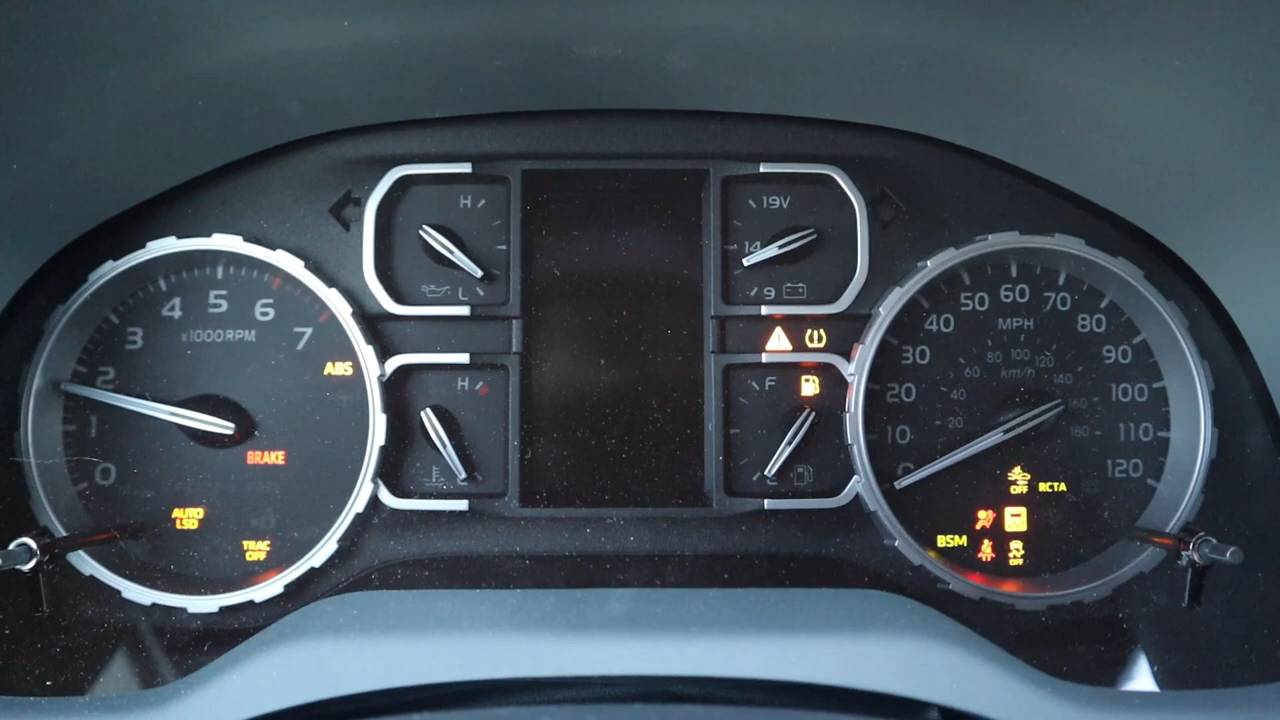 H
L
19V
14
9
4 5 6
3 7
x1000RPM
2
1
0
ABS
BRAKE
AUTO
LSD
TRAC
OFF
H
F
50 60 70
40 80
MPH
30 90
80 100 120
60 km/h 140
20 100
40 160
20 180
10 110
0 120
OFF RCTA
BSM
OFF